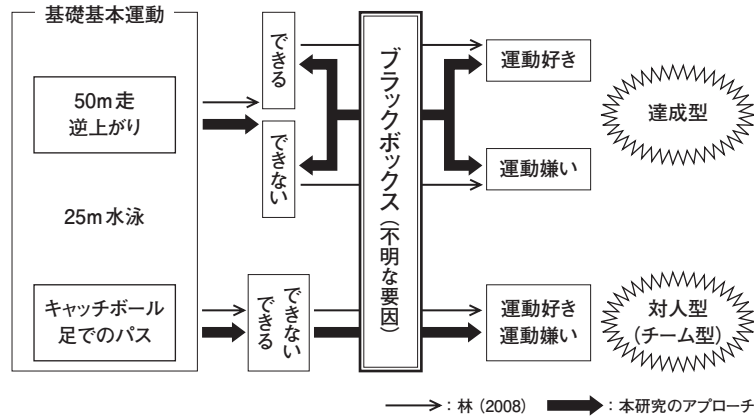 基礎基本運動
50m走
逆上がり
25m水泳
キャッチボール
足でのパス
できる
できない
できない
できる
ブラックボックス（不明な要因）
運動好き
運動嫌い
運動好き
運動嫌い
達成型
対人型
（チーム型）
：林（2008）
：本研究のアプローチ